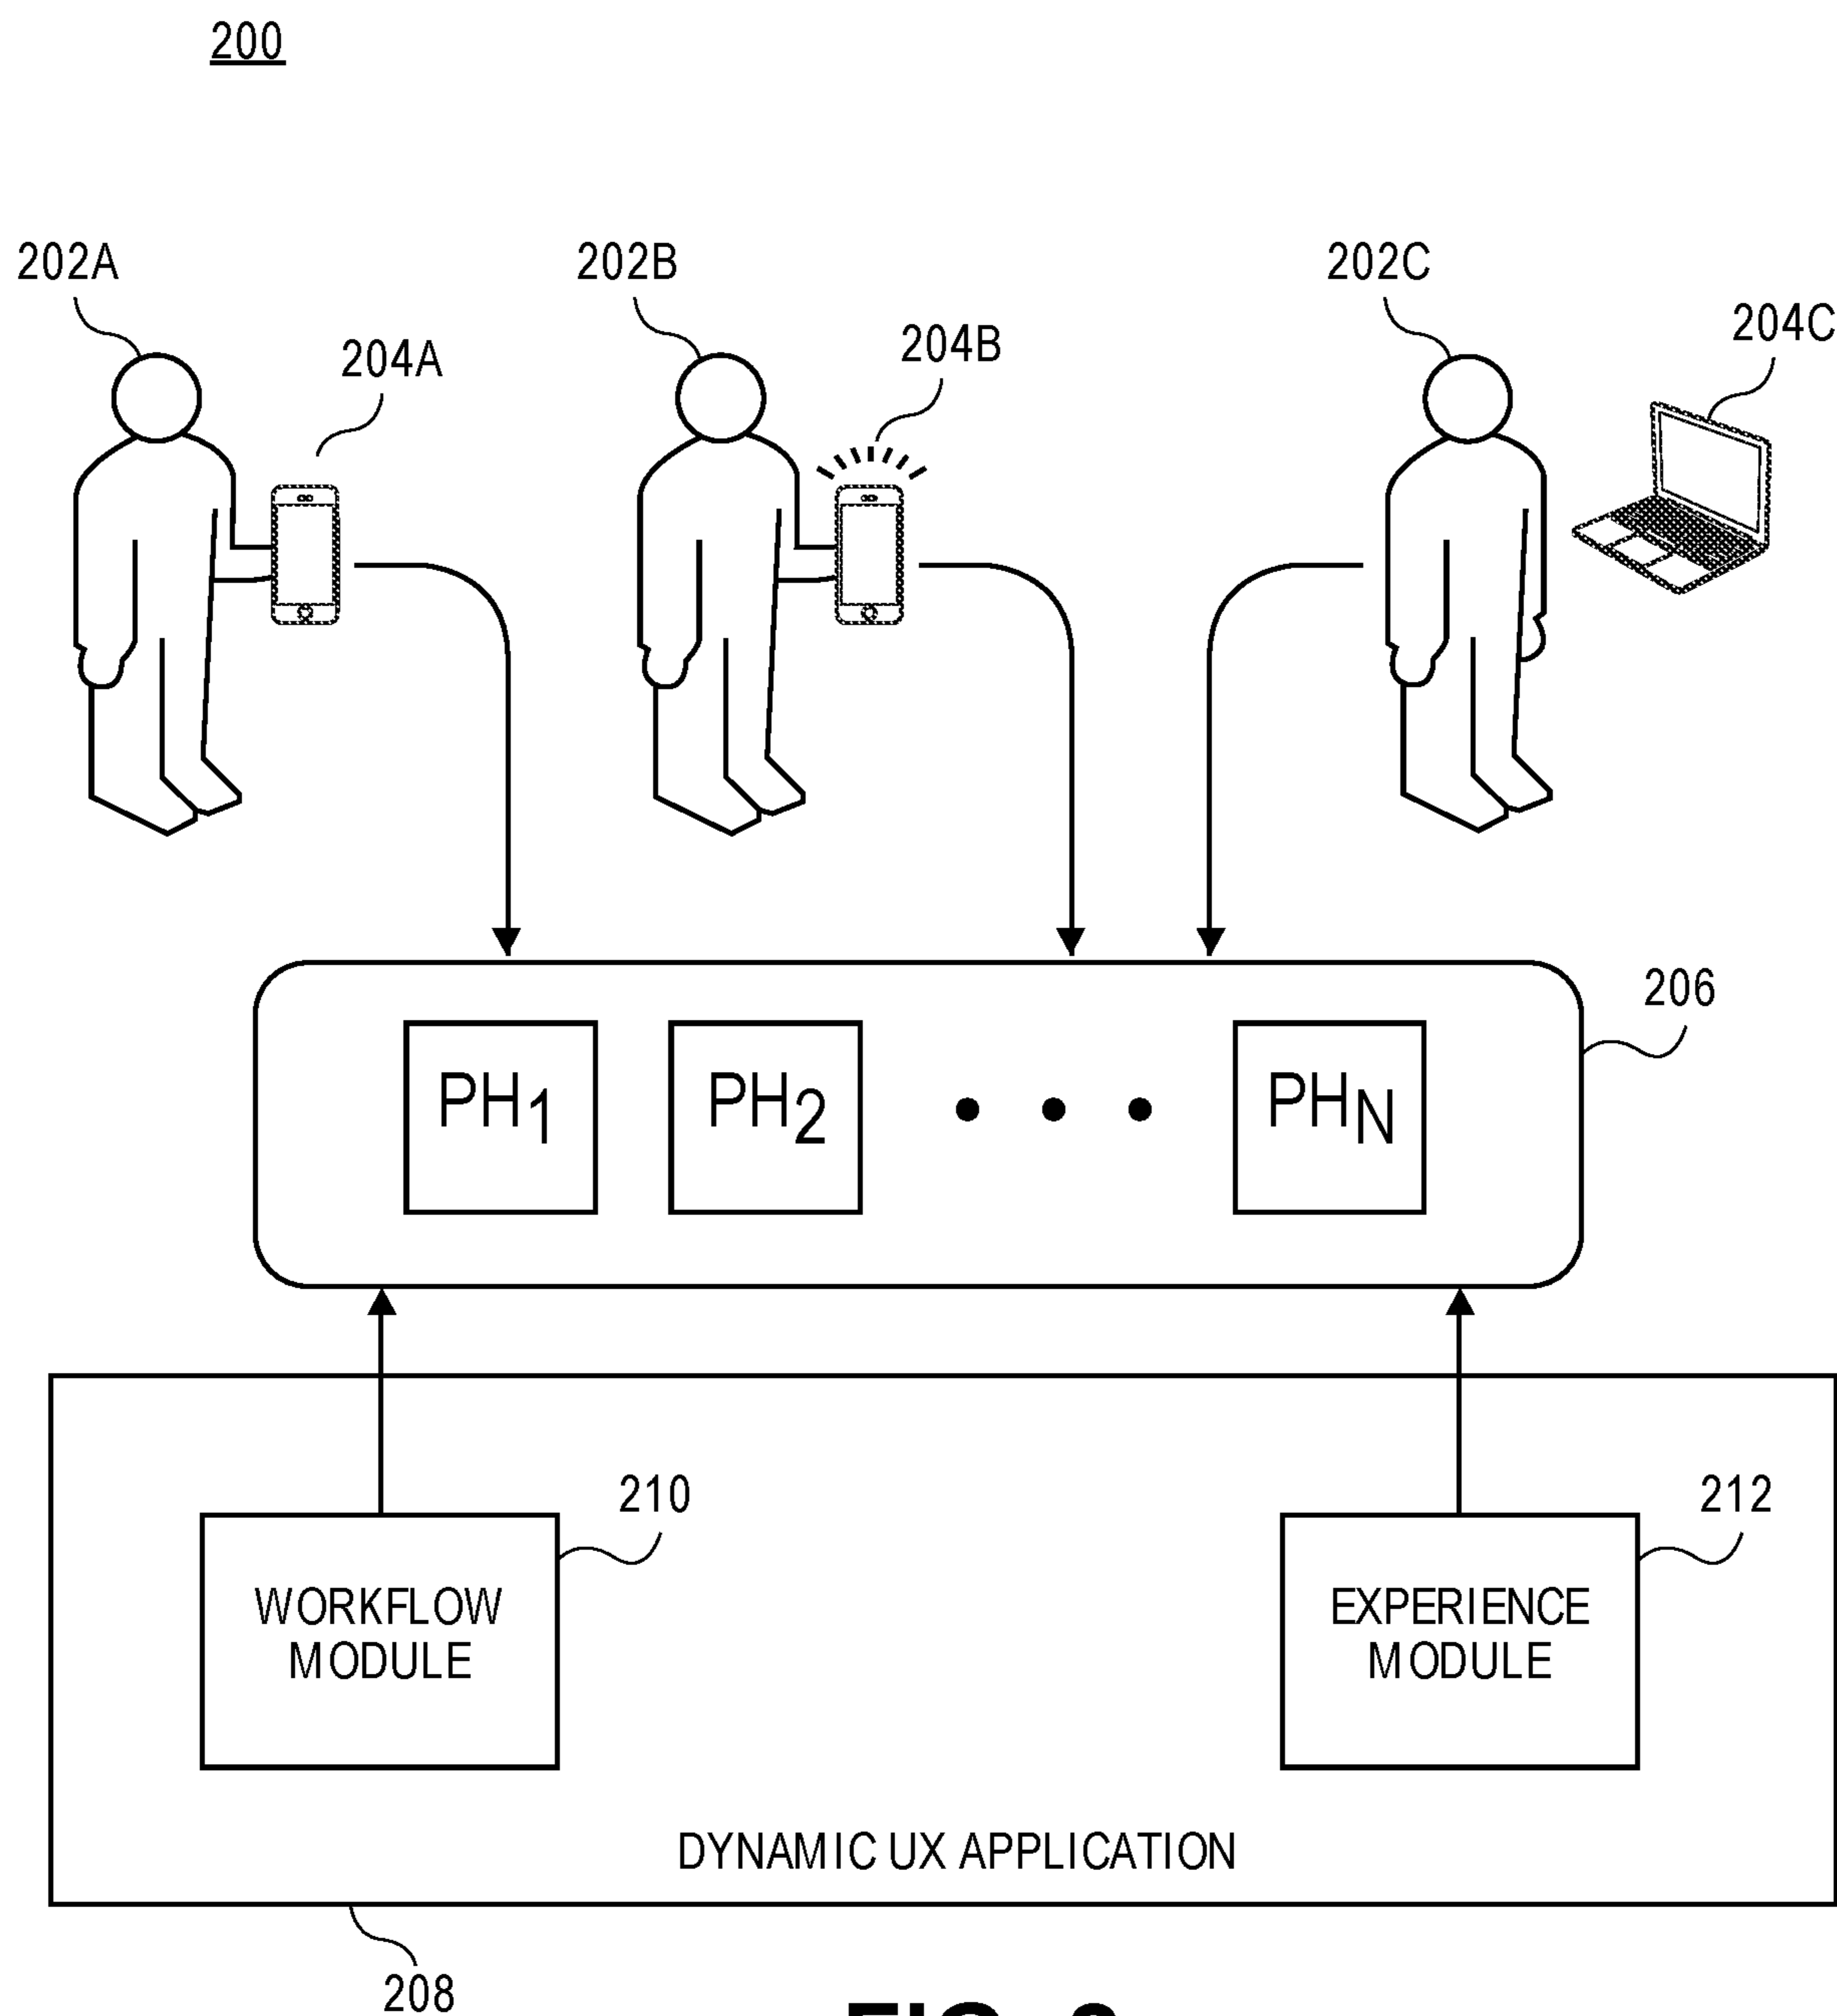 200
202A
202B
202C
204A
204B
204C
206
PH1
PH2
PHN
210
212
WORKFLOW
MODULE
EXPERIENCE
MODULE
DYNAMIC UX APPLICATION
208